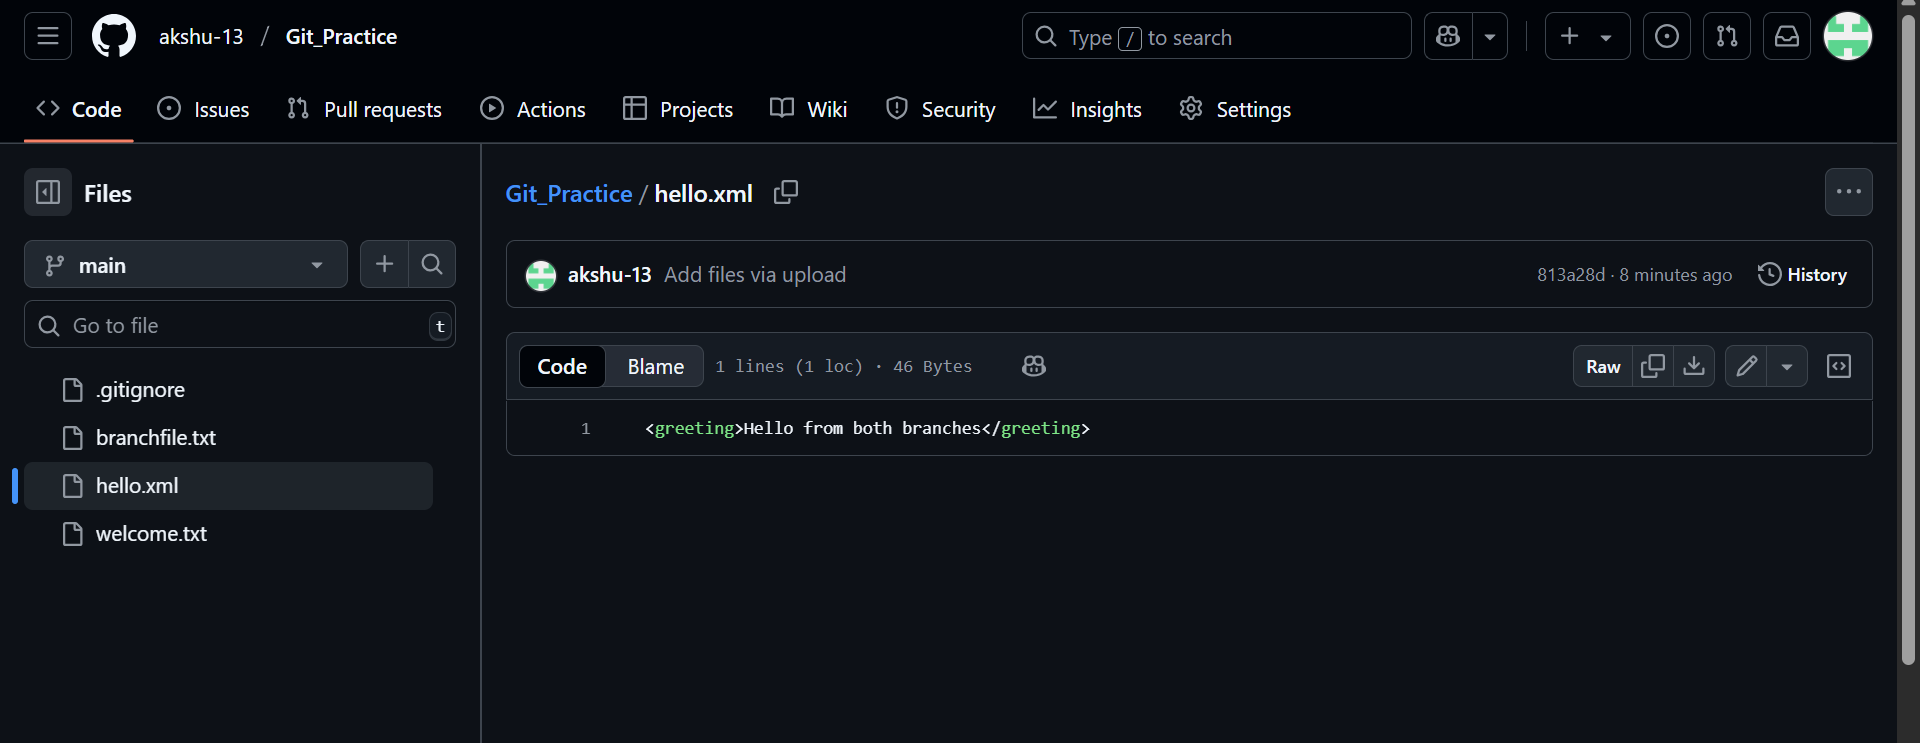 akshu-13 / Git_Practice
Type / to search
Code Issues Pull requests Actions Projects Wiki Security Insights Settings
Files
main
Go to file t
.gitignore
branchfile.txt
hello.xml
welcome.txt
Git_Practice / hello.xml
akshu-13 Add files via upload 813a28d · 8 minutes ago History
Code Blame 1 lines (1 loc) · 46 Bytes Raw
1 <greeting>Hello from both branches</greeting>